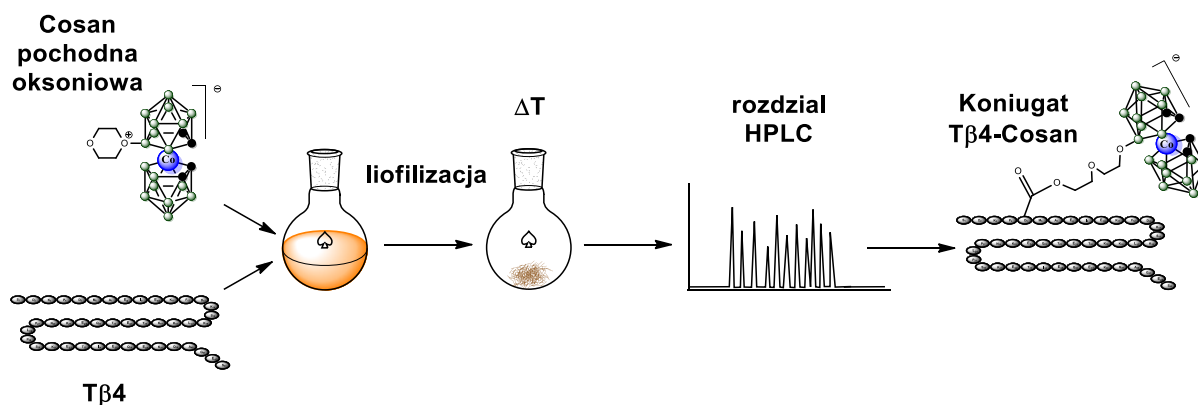 Cosan
pochodna
oksoniowa
⊖
O
O
⊕
Co
Tβ4
liofilizacja
ΔT
rozdzial
HPLC
Koniugat
Tβ4-Cosan
⊖
Co
O
O
O
O